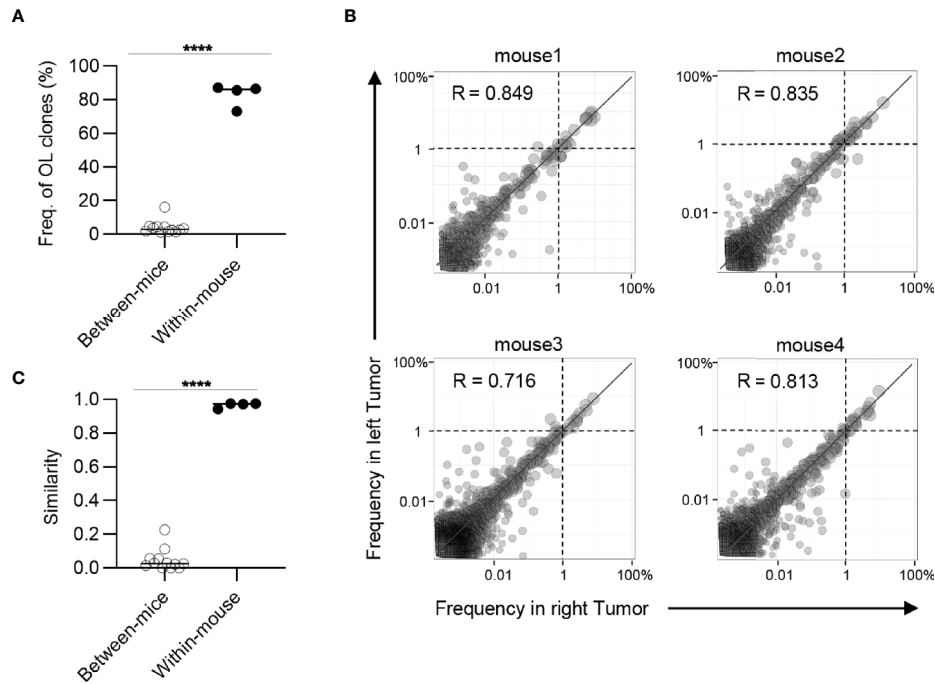 A
****
Freq. of OL clones (%)
100
80
60
40
20
0
Between-mice
Within-mouse
B
mouse1
R = 0.849
100%
1
0.01
0.01
1
100%
mouse2
R = 0.835
100%
1
0.01
0.01
1
100%
mouse3
R = 0.716
100%
1
0.01
0.01
1
100%
mouse4
R = 0.813
100%
1
0.01
0.01
1
100%
Frequency in left Tumor
Frequency in right Tumor
C
****
Similarity
1.0
0.8
0.6
0.4
0.2
0.0
Between-mice
Within-mouse